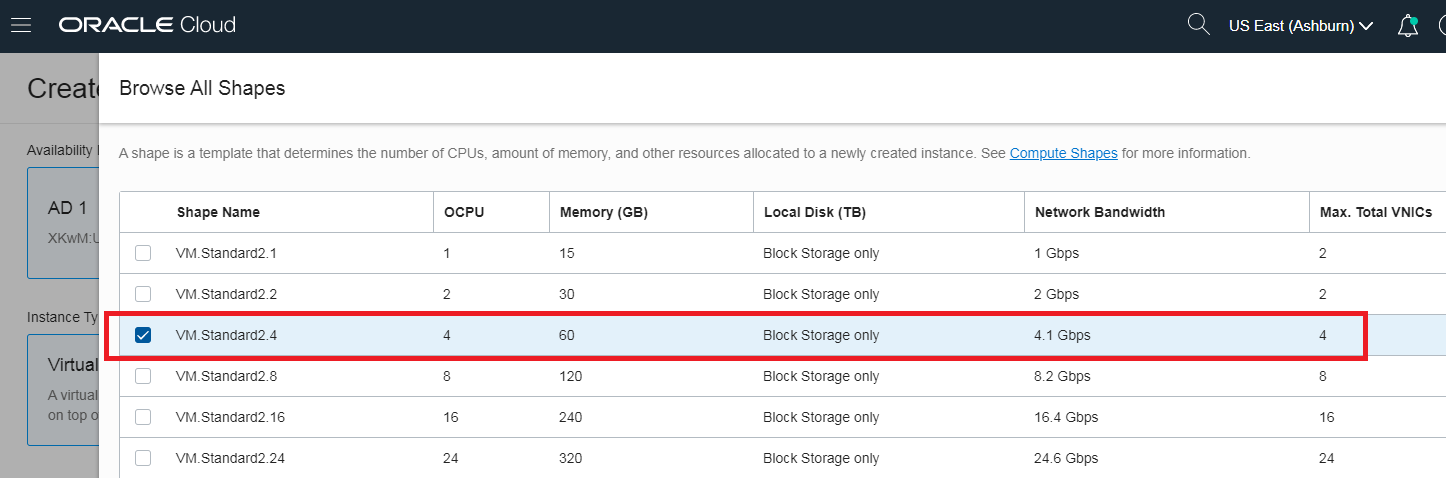 ORACLE Cloud
US East (Ashburn)
Create
Browse All Shapes
Availability
A shape is a template that determines the number of CPUs, amount of memory, and other resources allocated to a newly created instance. See Compute Shapes for more information.
AD 1
XKwM:U
Shape Name OCPU Memory (GB) Local Disk (TB) Network Bandwidth Max. Total VNICs
VM.Standard2.1 1 15 Block Storage only 1 Gbps 2
VM.Standard2.2 2 30 Block Storage only 2 Gbps 2
Instance Ty
VM.Standard2.4 4 60 Block Storage only 4.1 Gbps 4
Virtual
VM.Standard2.8 8 120 Block Storage only 8.2 Gbps 8
A virtual
on top o
VM.Standard2.16 16 240 Block Storage only 16.4 Gbps 16
VM.Standard2.24 24 320 Block Storage only 24.6 Gbps 24